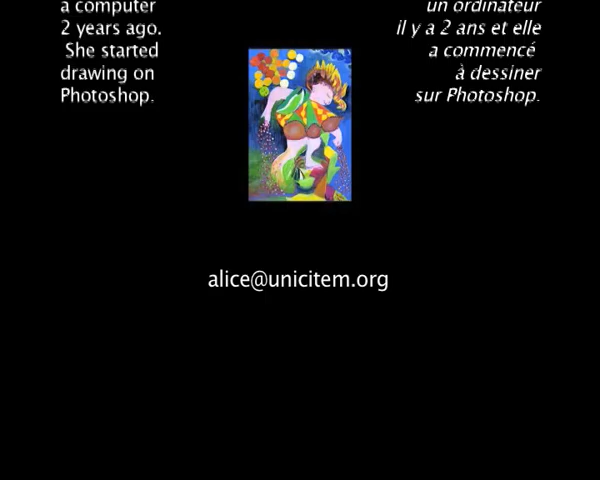 a computer
2 years ago.
She started
drawing on
Photoshop.
un ordinateur
il y a 2 ans et elle
a commencé
à dessiner
sur Photoshop.
alice@unicitem.org